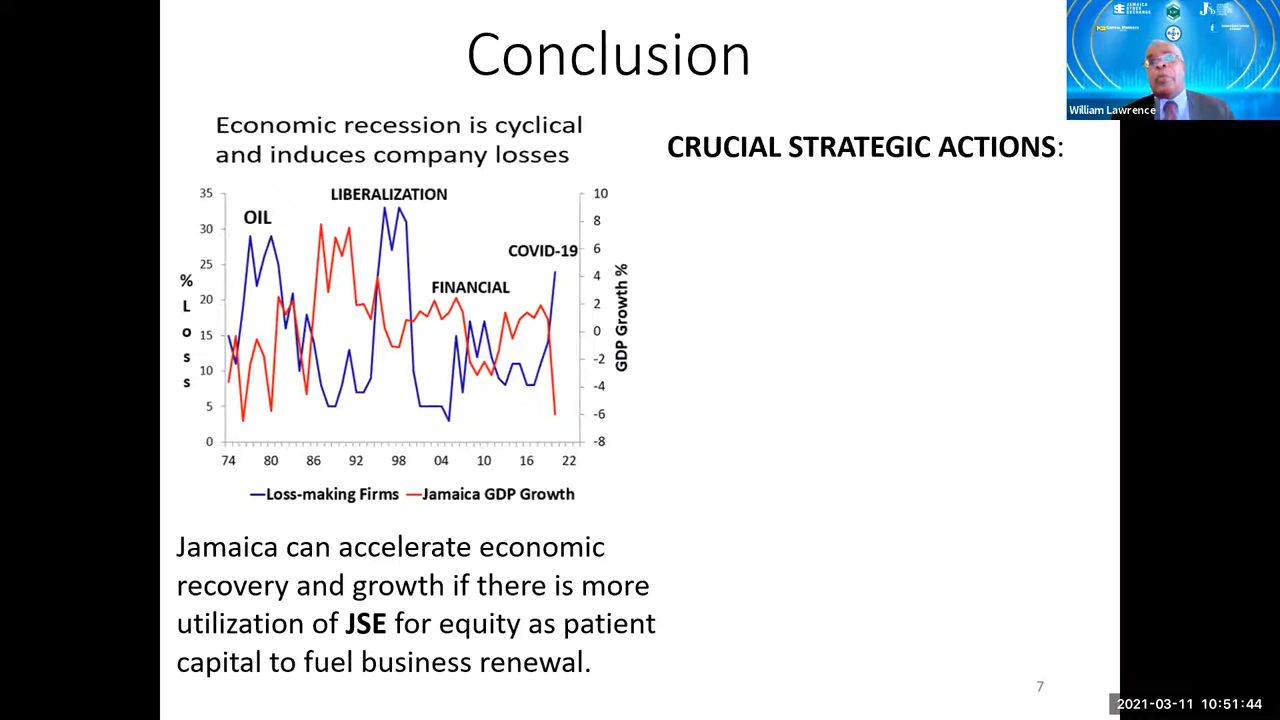 Conclusion
JAMAICA
STOCK
EXCHANGE
William Lawrence
Economic recession is cyclical
and induces company losses
CRUCIAL STRATEGIC ACTIONS:
35
30
25
20
15
10
5
0
% Loss
OIL
LIBERALIZATION
FINANCIAL
COVID-19
10
8
6
4
2
0
-2
-4
-6
-8
GDP Growth %
74 80 86 92 98 04 10 16 22
Loss-making Firms Jamaica GDP Growth
Jamaica can accelerate economic
recovery and growth if there is more
utilization of JSE for equity as patient
capital to fuel business renewal.
7
2021-03-11 10:51:44